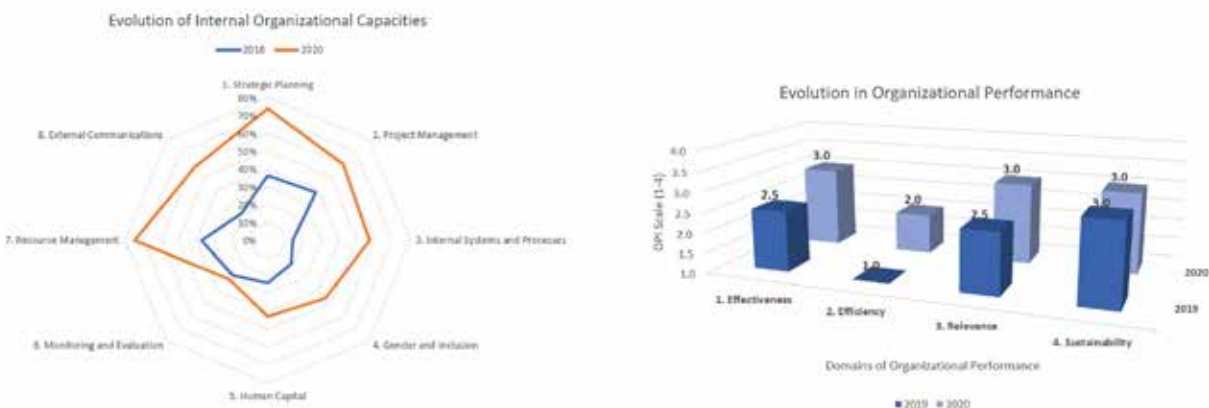 Evolution of Internal Organizational Capacities
2018 2020
1. Strategic Planning
80%
70%
60%
50%
40%
30%
20%
10%
0%
2. Project Management
3. Internal Systems and Processes
4. Gender and Inclusion
5. Human Capital
6. Monitoring and Evaluation
7. Resource Management
8. External Communications
Evolution in Organizational Performance
OPI Scale (1-4)
4.0
3.5
3.0
2.5
2.0
1.5
1.0
3.0
2.0
3.0
3.0
2.5
1.0
2.5
3.0
1. Effectiveness
2. Efficiency
3. Relevance
4. Sustainability
2020
2019
Domains of Organizational Performance
2019 2020